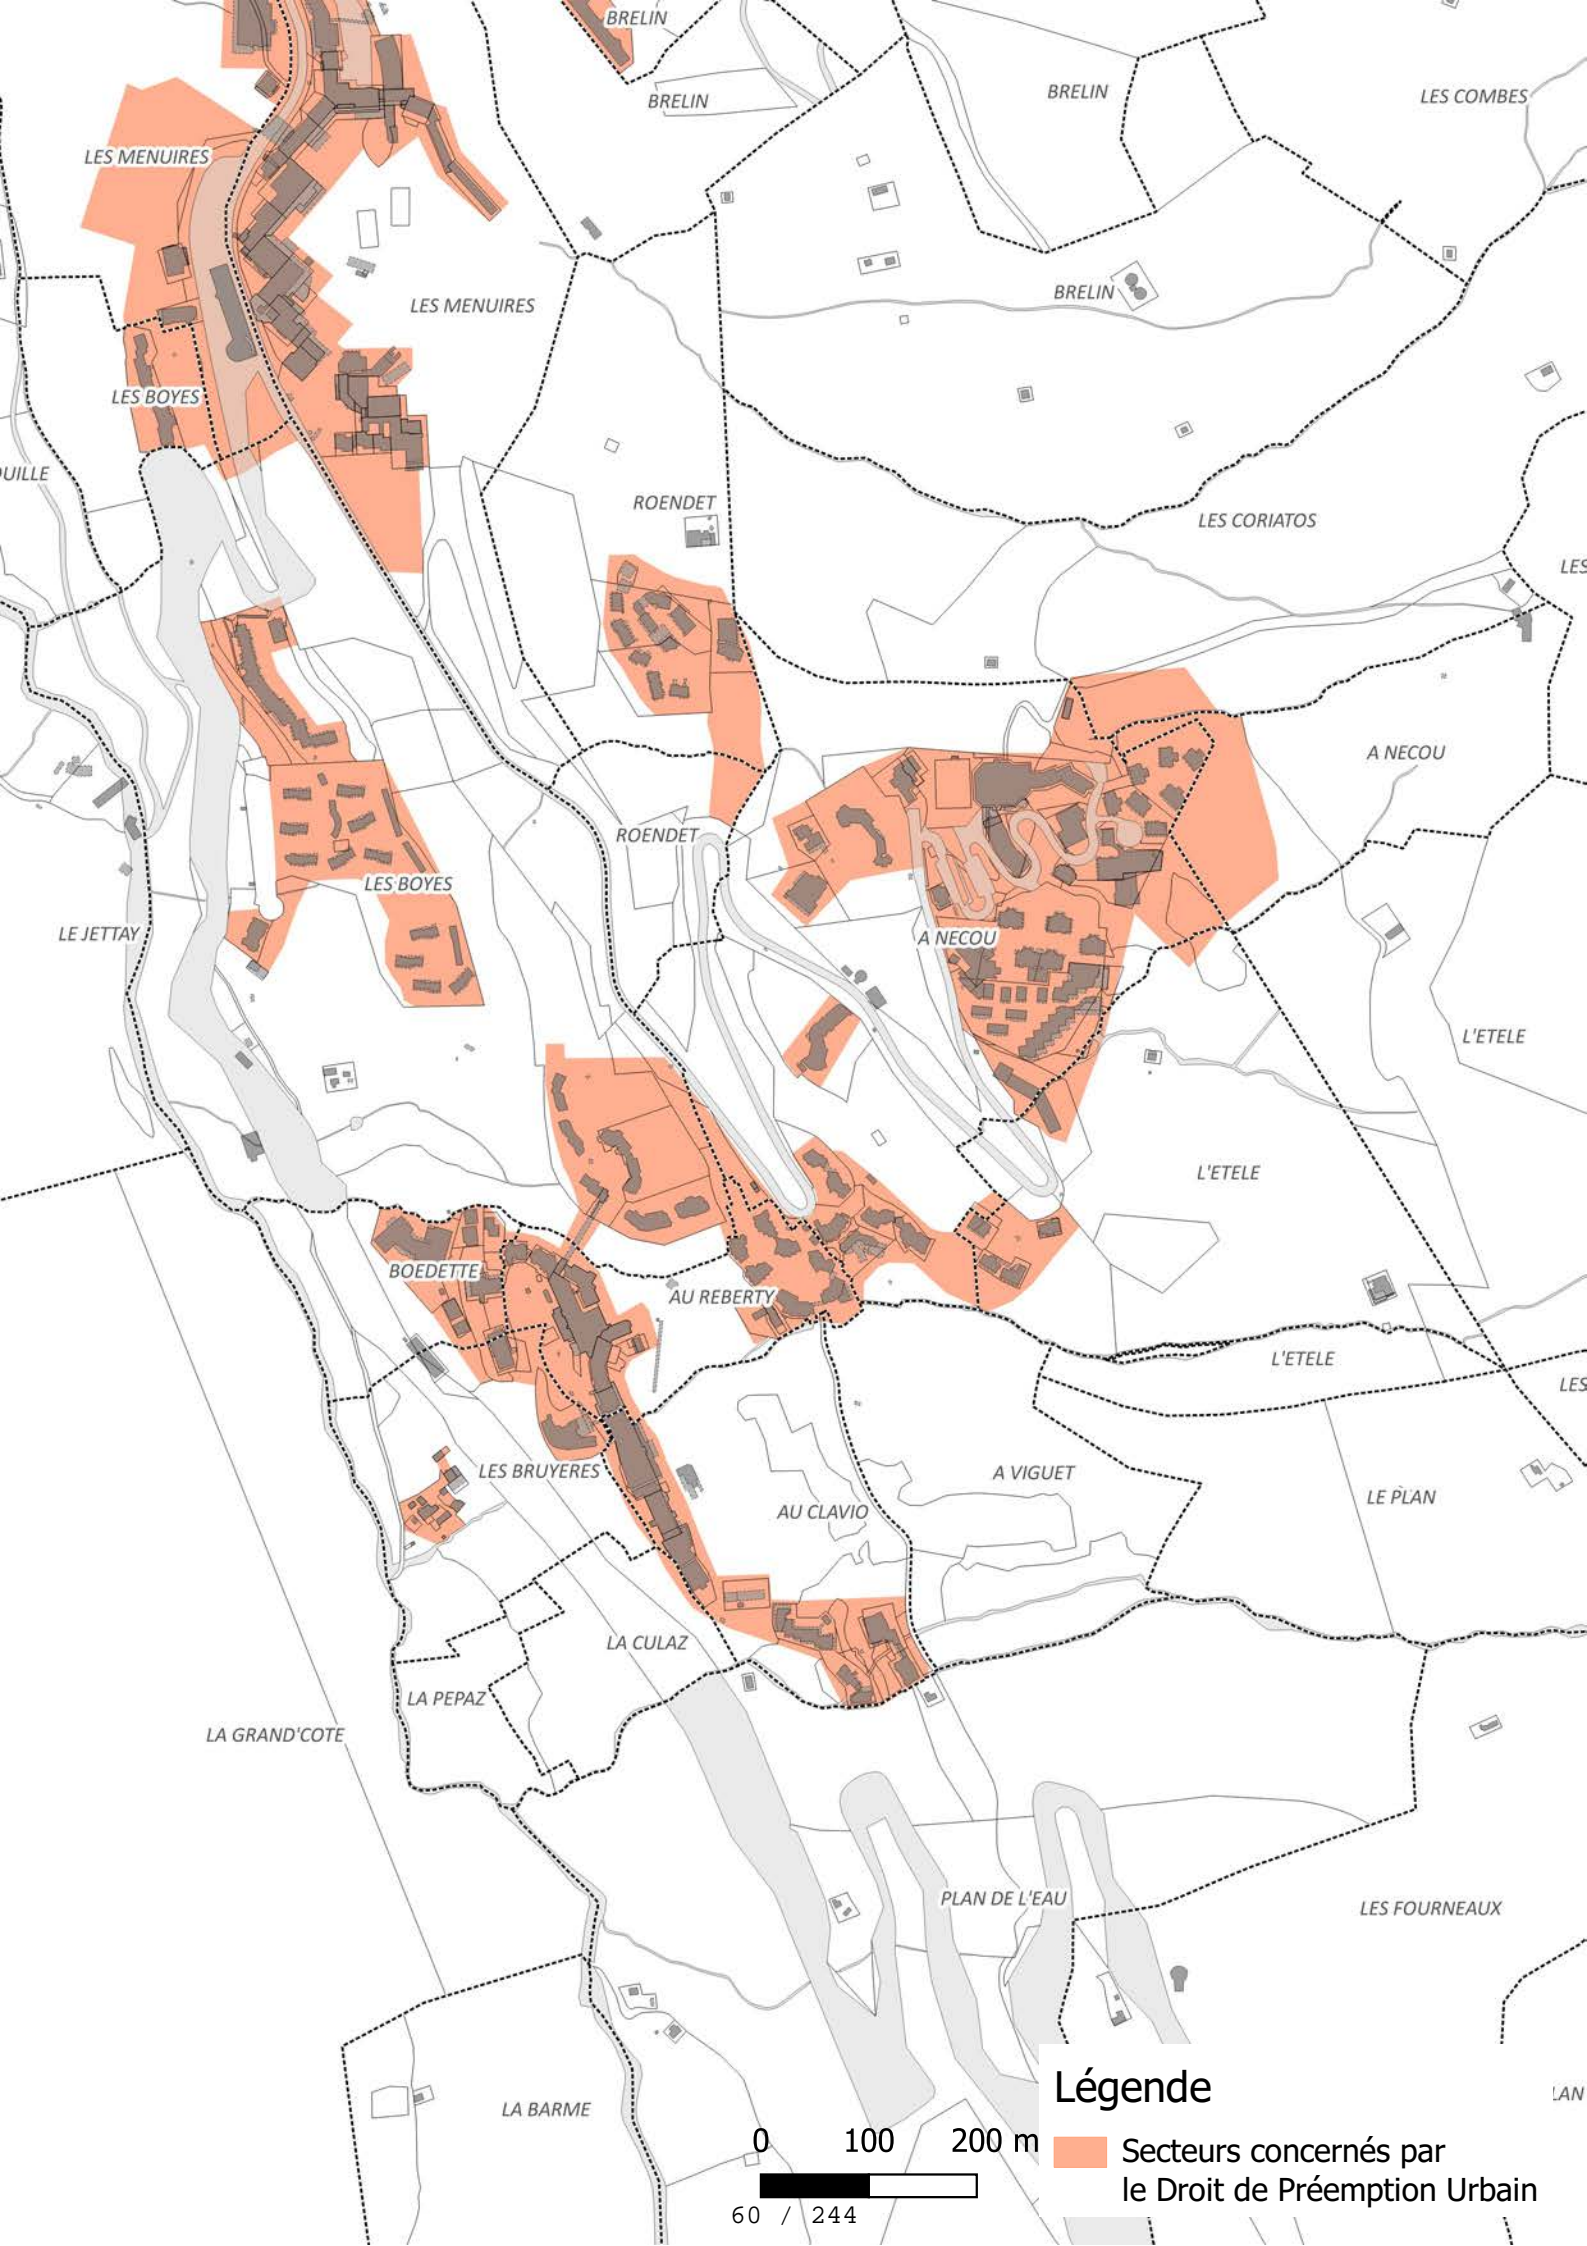 BRELIN
BRELIN
BRELIN
LES COMBES
LES MENUIRES
LES MENUIRES
BRELIN
LES BOYES
OUILLE
ROENDET
LES CORIATOS
LES
A NECOU
ROENDET
LES BOYES
LE JETTAY
A NECOU
L'ETELE
L'ETELE
BOEDETTE
AU REBERTY
L'ETELE
LES
LES BRUYERES
A VIGUET
LE PLAN
AU CLAVIO
LA CULAZ
LA PEPAZ
LA GRAND'COTE
PLAN DE L'EAU
LES FOURNEAUX
LA BARME
LAN
0 100 200 m
60 / 244
Légende
Secteurs concernés par
le Droit de Préemption Urbain